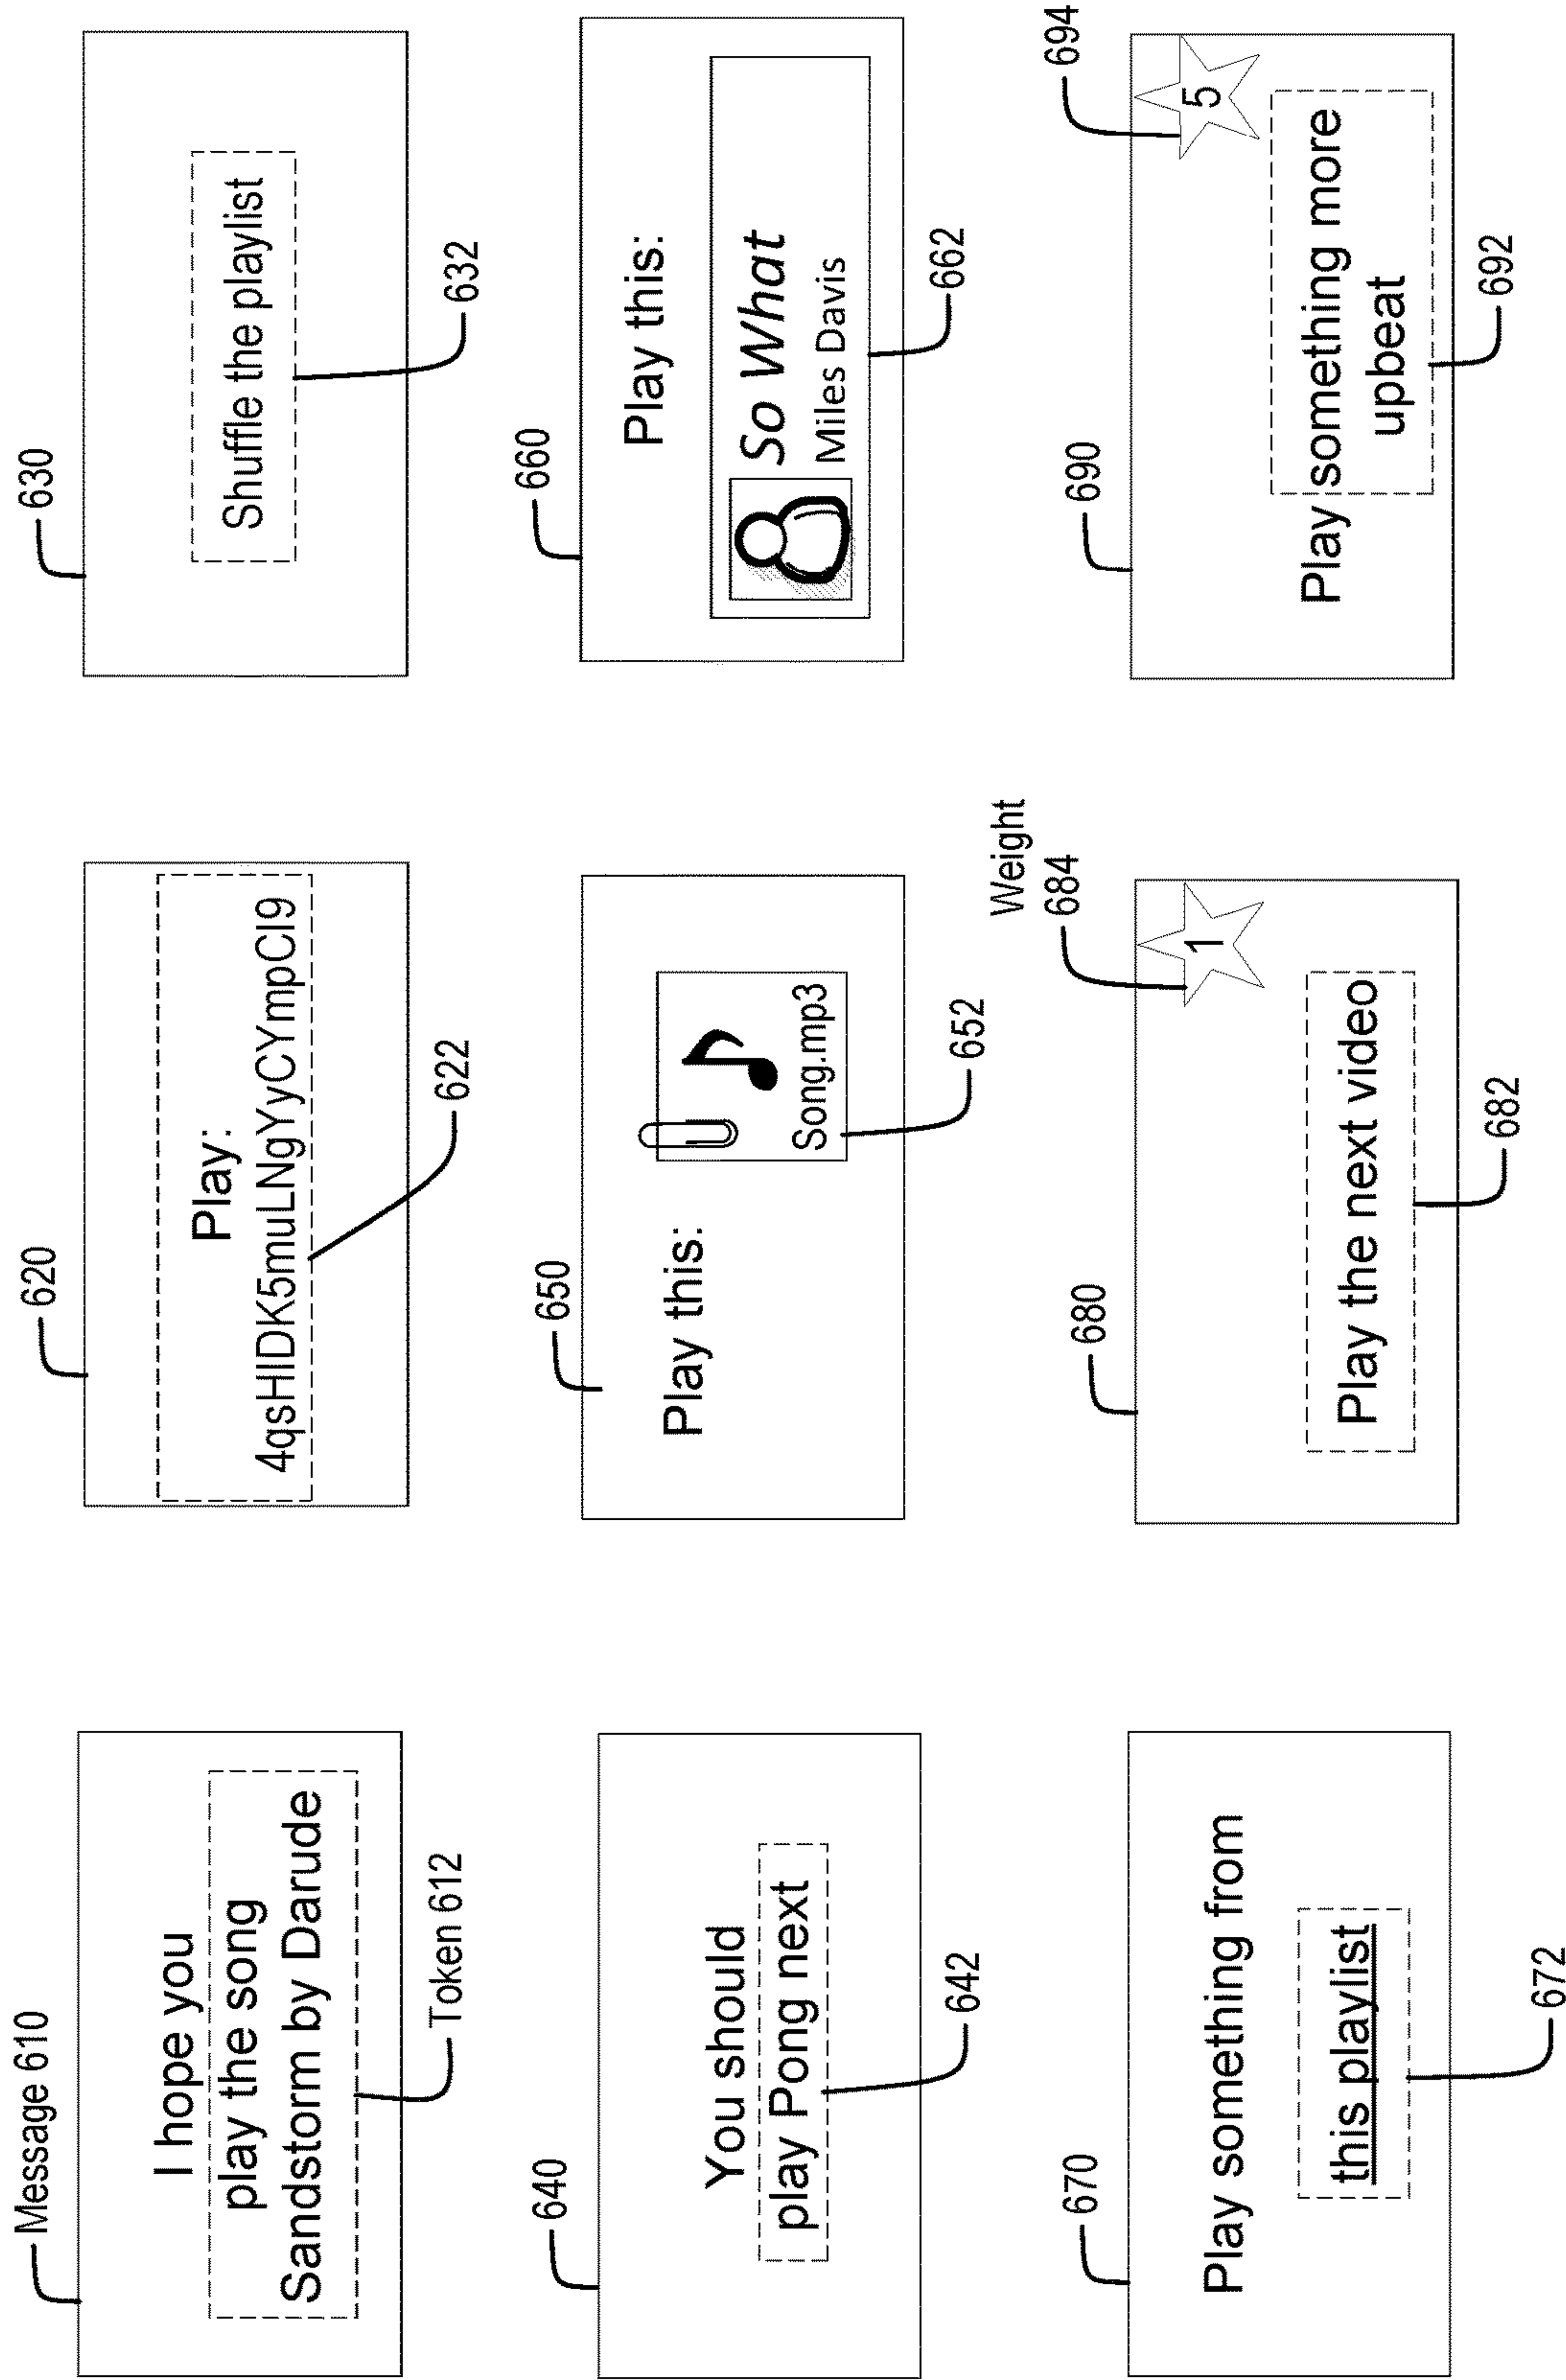 Message 610
I hope you
play the song
Sandstorm by Darude
Token 612
620
Play:
4qsHIDK5muLNgYyCYmpCI9
622
630
Shuffle the playlist
632
640
You should
play Pong next
642
650
Play this:
Song.mp3
652
660
Play this:
So What
Miles Davis
662
670
Play something from
this playlist
672
680
Weight
684
1
Play the next video
682
690
694
5
Play something more
upbeat
692